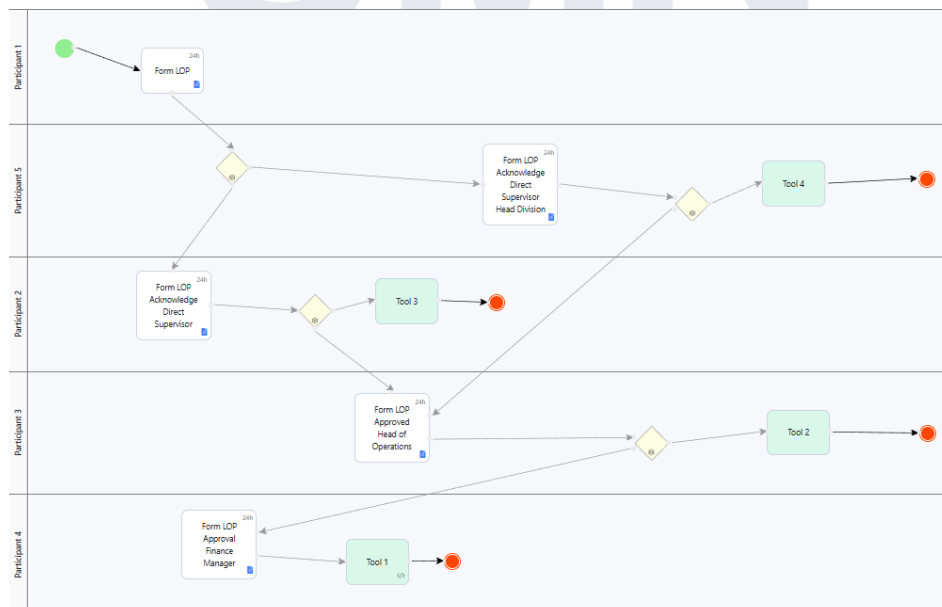 Participant 1
24h
Form LOP
Participant 5
24h
Form LOP
Acknowledge
Direct
Supervisor
Head Division
Tool 4
Participant 2
24h
Form LOP
Acknowledge
Direct
Supervisor
Tool 3
Participant 3
24h
Form LOP
Approved
Head of
Operations
Tool 2
Participant 4
24h
Form LOP
Approval
Finance
Manager
Tool 1